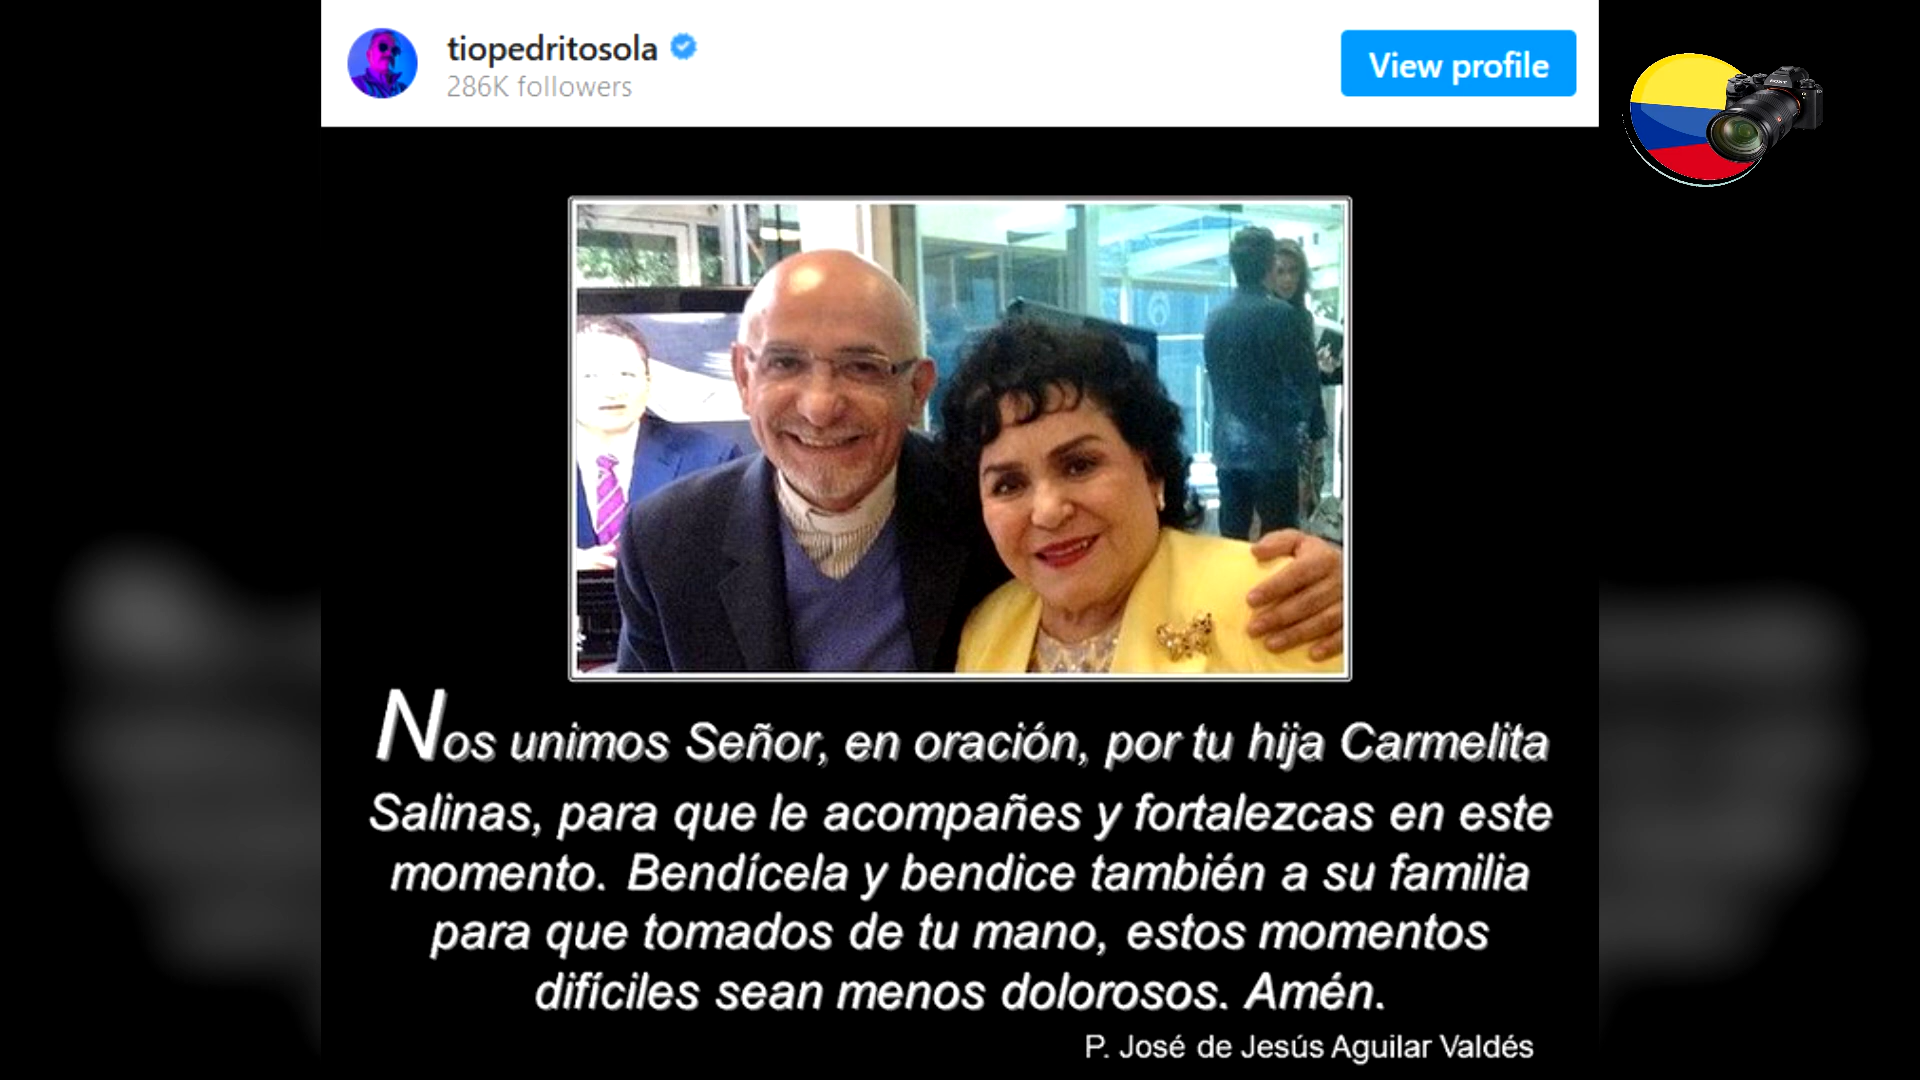 tiopedritosola
286K followers
View profile
Nos unimos Señor, en oración, por tu hija Carmelita
Salinas, para que le acompañes y fortalezcas en este
momento. Bendícela y bendice también a su familia
para que tomados de tu mano, estos momentos
difíciles sean menos dolorosos. Amén.
P. José de Jesús Aguilar Valdés